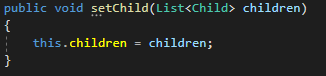 public void setChild(List<Child> children)
{
    this.children = children;
}